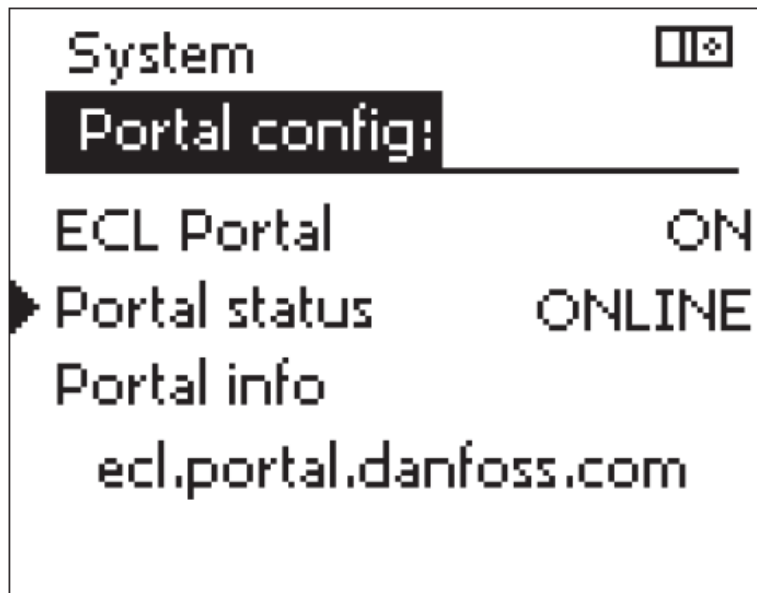 System
Portal config:
ECL Portal ON
Portal status ONLINE
Portal info
ecl.portal.danfoss.com